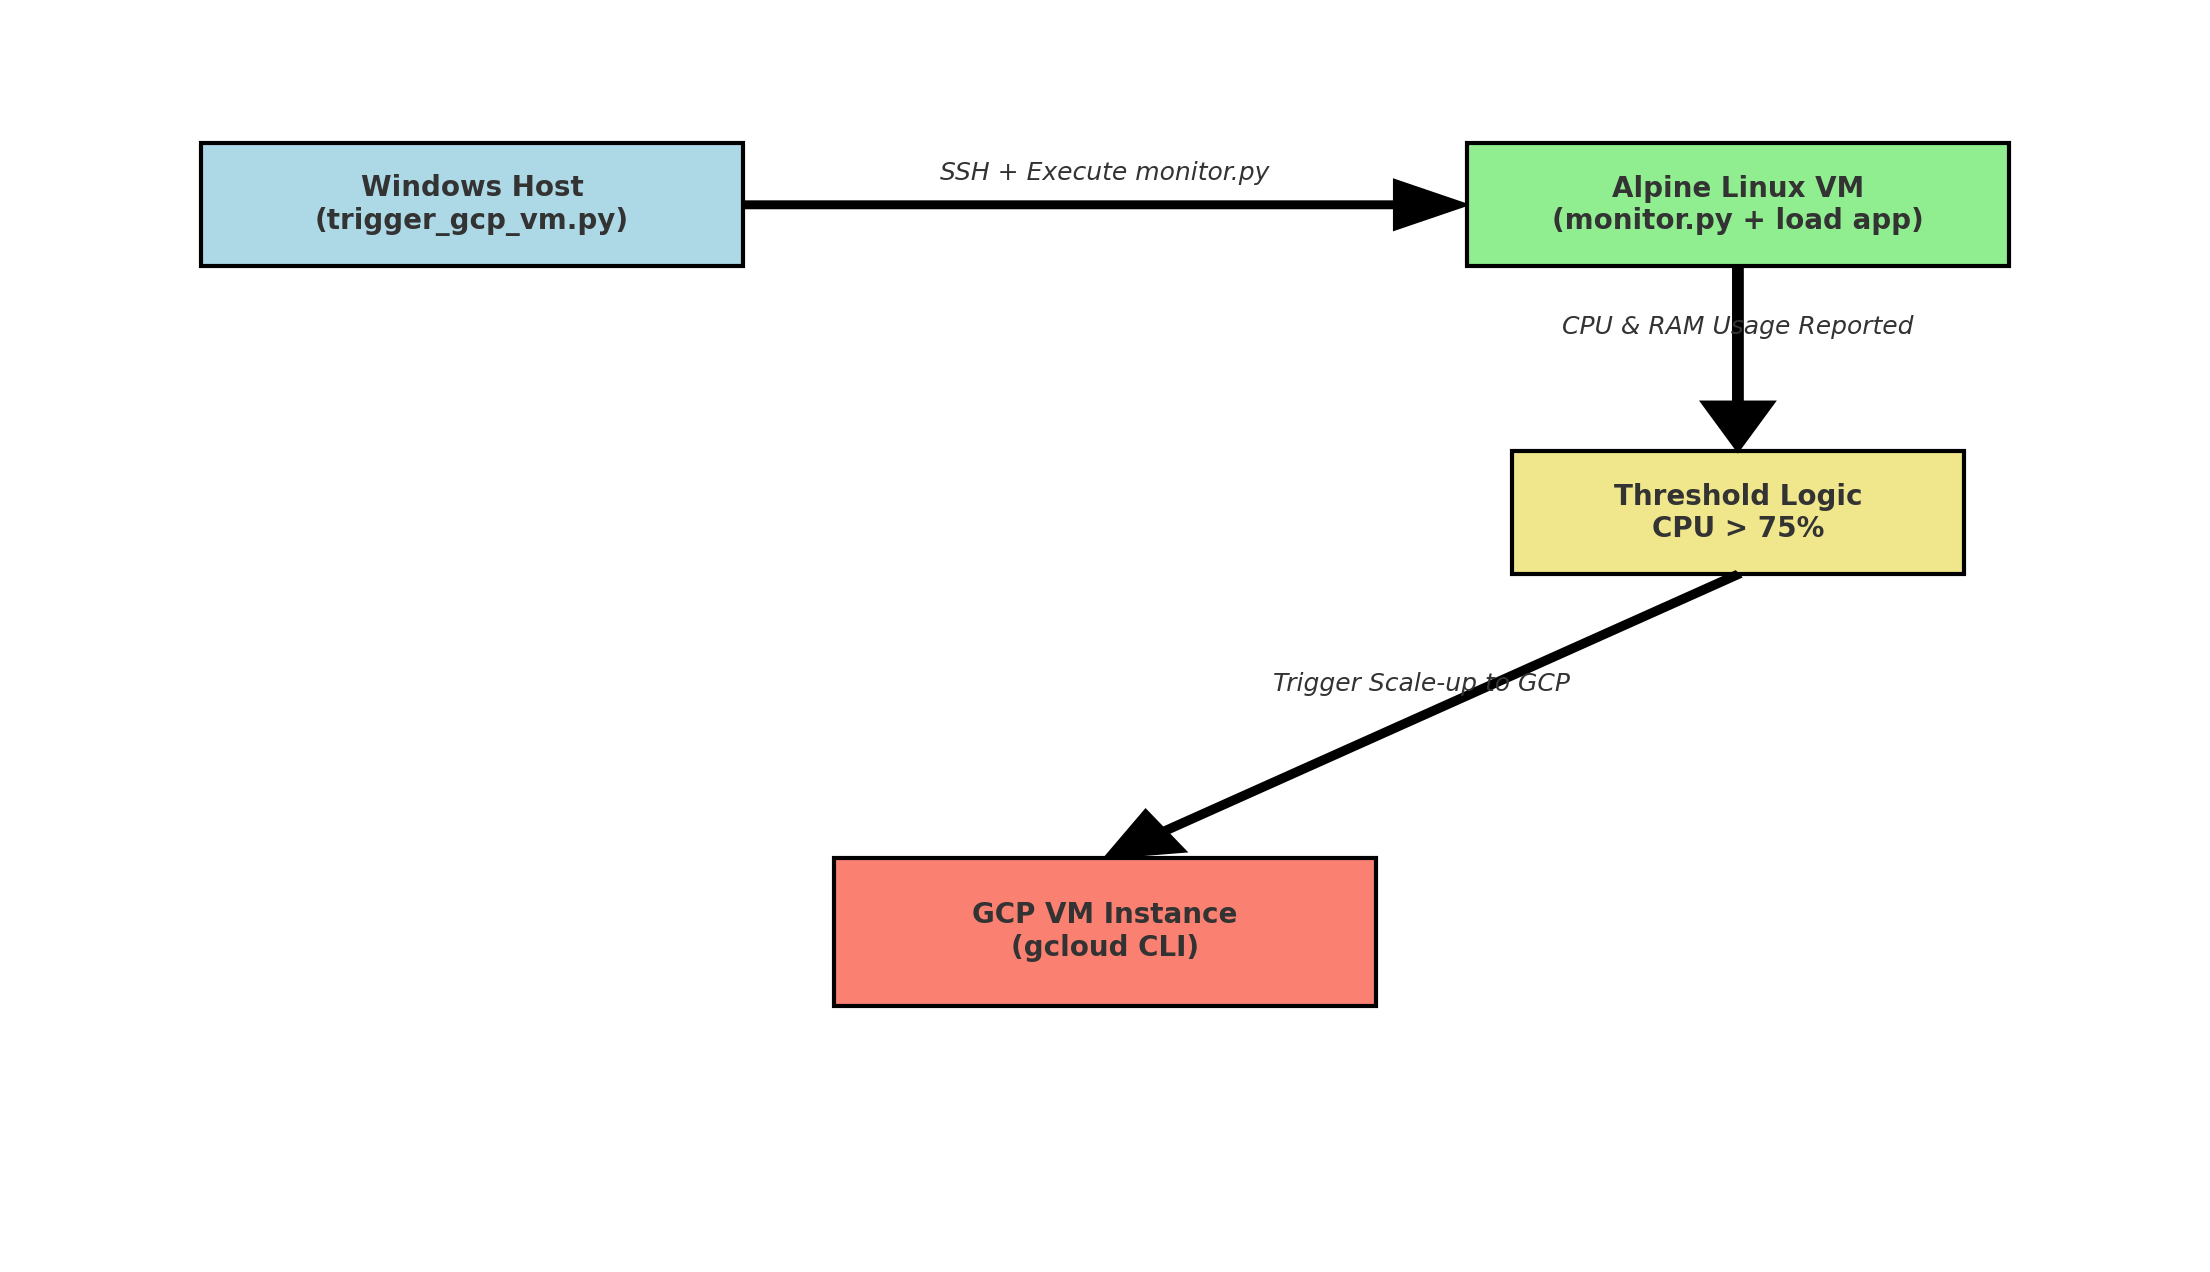 Windows Host
(trigger_gcp_vm.py)
SSH + Execute monitor.py
Alpine Linux VM
(monitor.py + load app)
CPU & RAM Usage Reported
Threshold Logic
CPU > 75%
Trigger Scale-up to GCP
GCP VM Instance
(gcloud CLI)